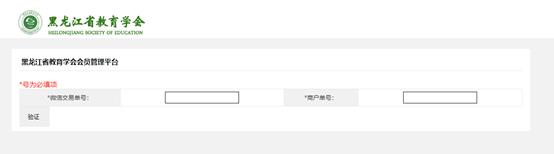 黑龙江省教育学会
HEILONGJIANG SOCIETY OF EDUCATION
黑龙江省教育学会会员管理平台
*号为必填项
*微信交易单号： *商户单号：
验证